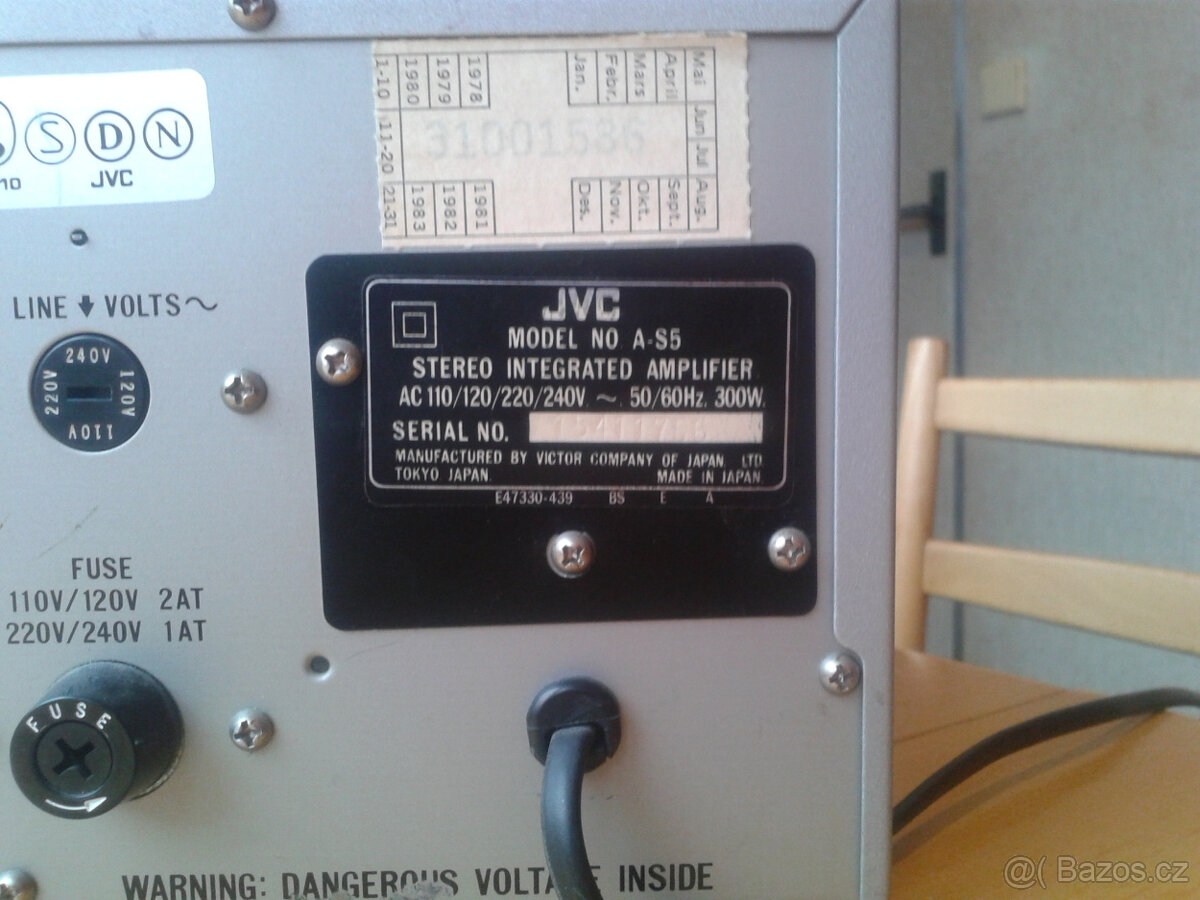 Jan. Febr. Mars April Mai
Jun Jul
Aug. Sept. Okt. Nov. Des.
1978 1979 1980
1-10 11-20 21-31
1981 1982 1983
31001586
S D N
JVC
LINE VOLTS~
240V
120V
110V
220V
JVC
MODEL NO A-S5
STEREO INTEGRATED AMPLIFIER
AC 110/120/220/240V. ~ 50/60Hz. 300W.
SERIAL NO.
MANUFACTURED BY VICTOR COMPANY OF JAPAN, LTD
TOKYO JAPAN. MADE IN JAPAN.
E47330-439 BS E A
FUSE
110V/120V 2AT
220V/240V 1AT
FUSE
WARNING: DANGEROUS VOLTAGE INSIDE
@( Bazos.cz